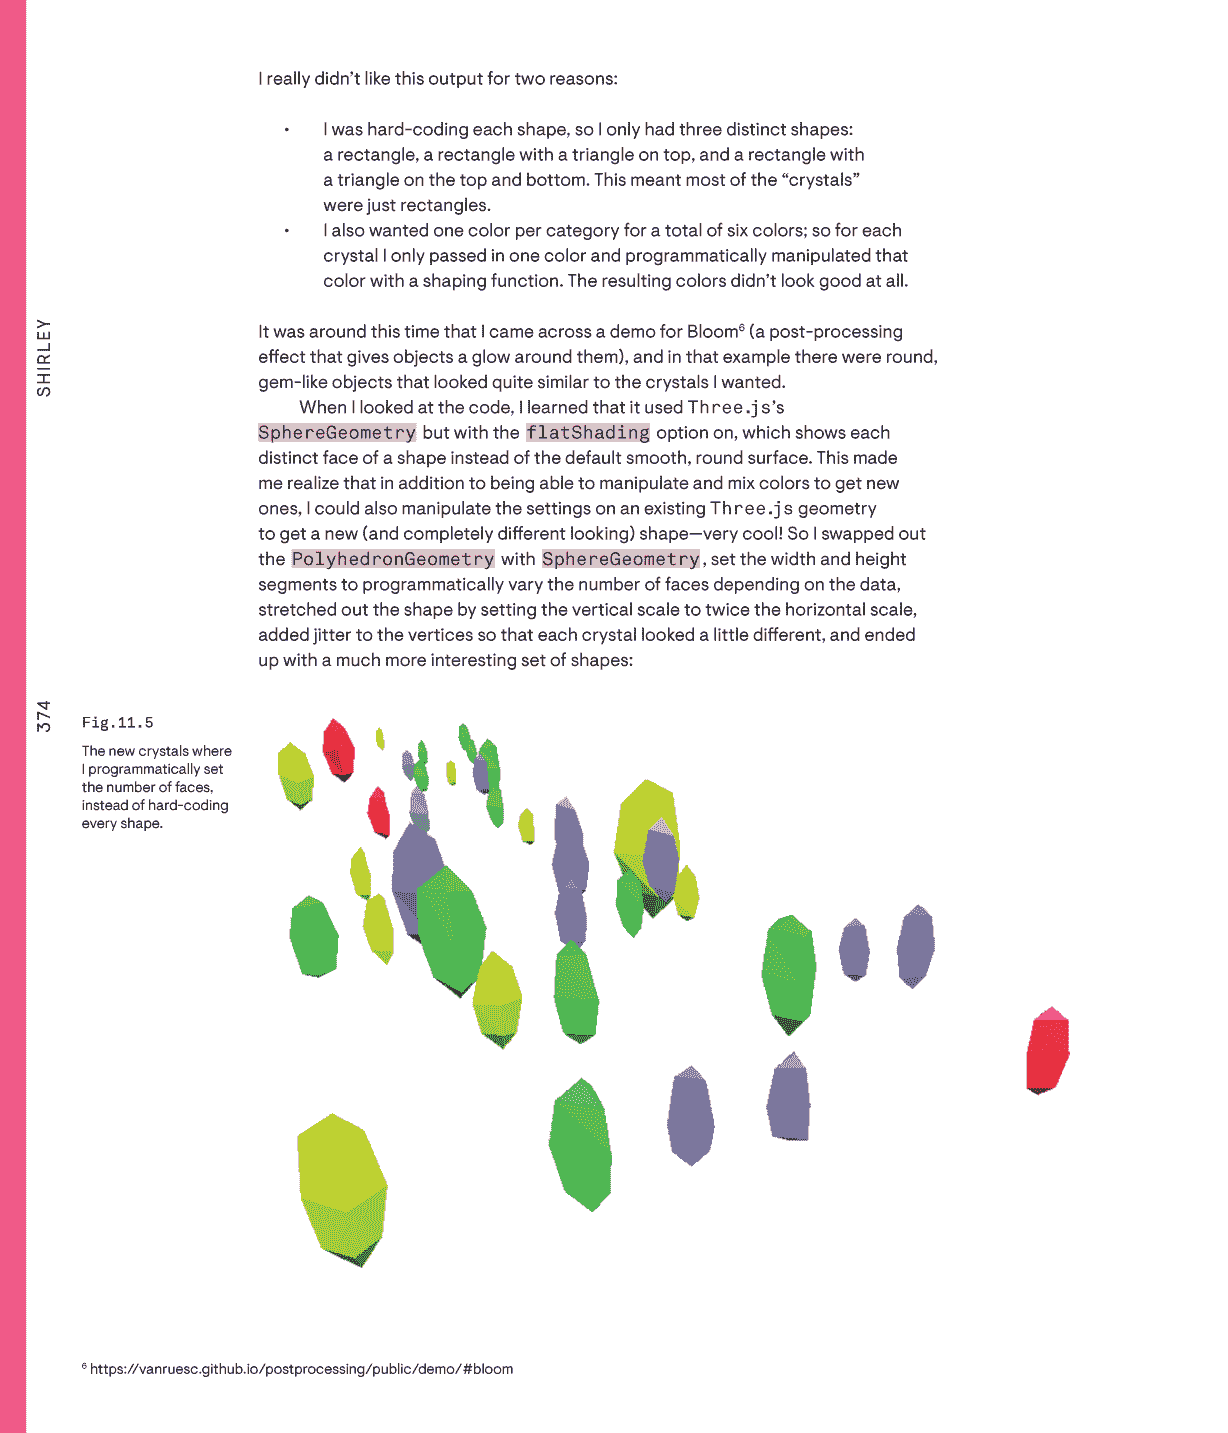 I really didn’t like this output for two reasons:
• I was hard-coding each shape, so I only had three distinct shapes:
a rectangle, a rectangle with a triangle on top, and a rectangle with
a triangle on the top and bottom. This meant most of the “crystals”
were just rectangles.
• I also wanted one color per category for a total of six colors; so for each
crystal I only passed in one color and programmatically manipulated that
color with a shaping function. The resulting colors didn’t look good at all.
It was around this time that I came across a demo for Bloom⁶ (a post-processing
effect that gives objects a glow around them), and in that example there were round,
gem-like objects that looked quite similar to the crystals I wanted.
When I looked at the code, I learned that it used Three.js’s
SphereGeometry but with the flatShading option on, which shows each
distinct face of a shape instead of the default smooth, round surface. This made
me realize that in addition to being able to manipulate and mix colors to get new
ones, I could also manipulate the settings on an existing Three.js geometry
to get a new (and completely different looking) shape—very cool! So I swapped out
the PolyhedronGeometry with SphereGeometry, set the width and height
segments to programmatically vary the number of faces depending on the data,
stretched out the shape by setting the vertical scale to twice the horizontal scale,
added jitter to the vertices so that each crystal looked a little different, and ended
up with a much more interesting set of shapes:
SHIRLEY
374
Fig.11.5
The new crystals where
I programmatically set
the number of faces,
instead of hard-coding
every shape.
⁶ https://vanruesc.github.io/postprocessing/public/demo/#bloom